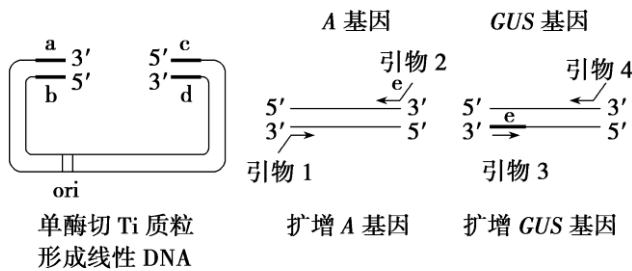 A 基因
GUS 基因
a
3′
5′
c
5′
3′
b
d
ori
单酶切 Ti 质粒
形成线性 DNA
引物 2
e
5′
3′
3′
5′
引物 1
扩增 A 基因
引物 4
5′
3′
e
3′
5′
引物 3
扩增 GUS 基因